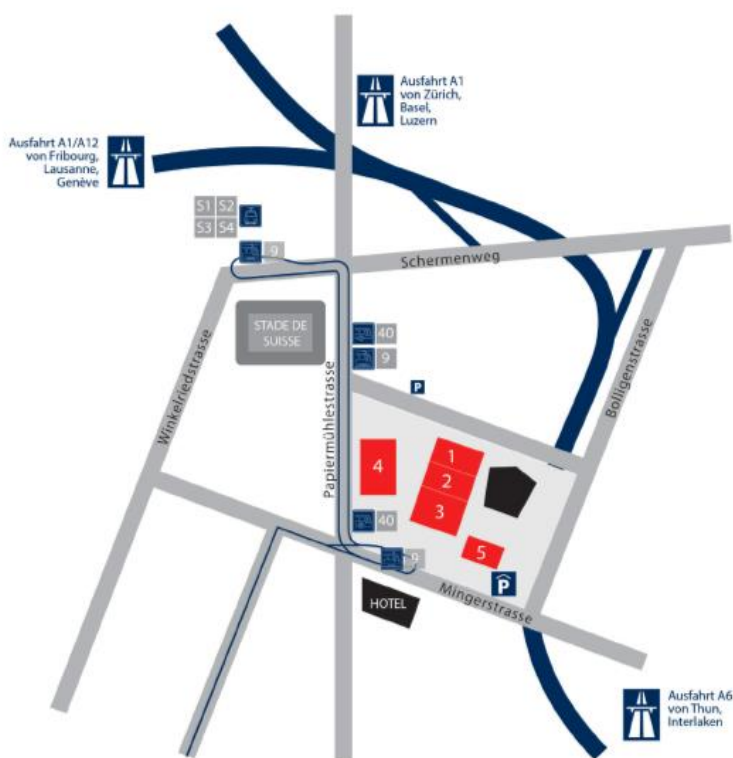 Ausfahrt A1
von Zürich,
Basel,
Luzern
Ausfahrt A1/A12
von Fribourg,
Lausanne,
Genève
S1 S2
S3 S4
9
Schermenweg
STADE DE
SUISSE
40
9
Winkelriedstrasse
Papiermühlestrasse
Bolligenstrasse
P
4
1
2
3
40
5
9
P
HOTEL
Mingerstrasse
Ausfahrt A6
von Thun,
Interlaken